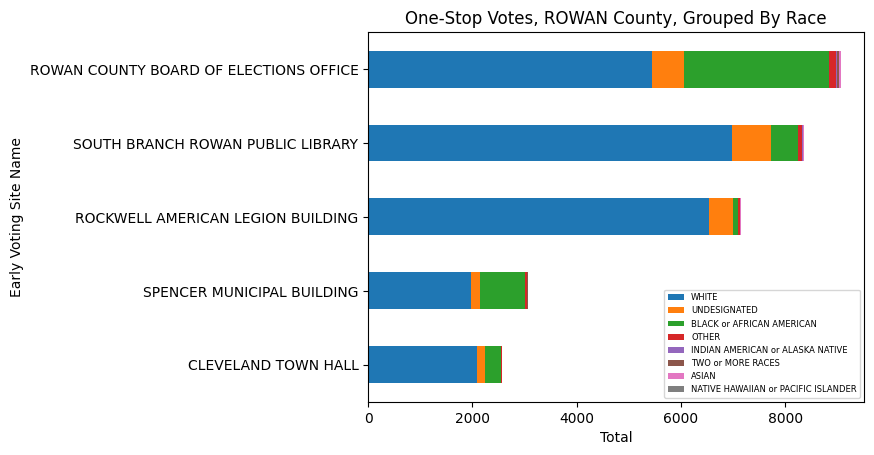 One-Stop Votes, ROWAN County, Grouped By Race
Early Voting Site Name
ROWAN COUNTY BOARD OF ELECTIONS OFFICE
SOUTH BRANCH ROWAN PUBLIC LIBRARY
ROCKWELL AMERICAN LEGION BUILDING
SPENCER MUNICIPAL BUILDING
CLEVELAND TOWN HALL
WHITE
UNDESIGNATED
BLACK or AFRICAN AMERICAN
OTHER
INDIAN AMERICAN or ALASKA NATIVE
TWO or MORE RACES
ASIAN
NATIVE HAWAIIAN or PACIFIC ISLANDER
0 2000 4000 6000 8000
Total